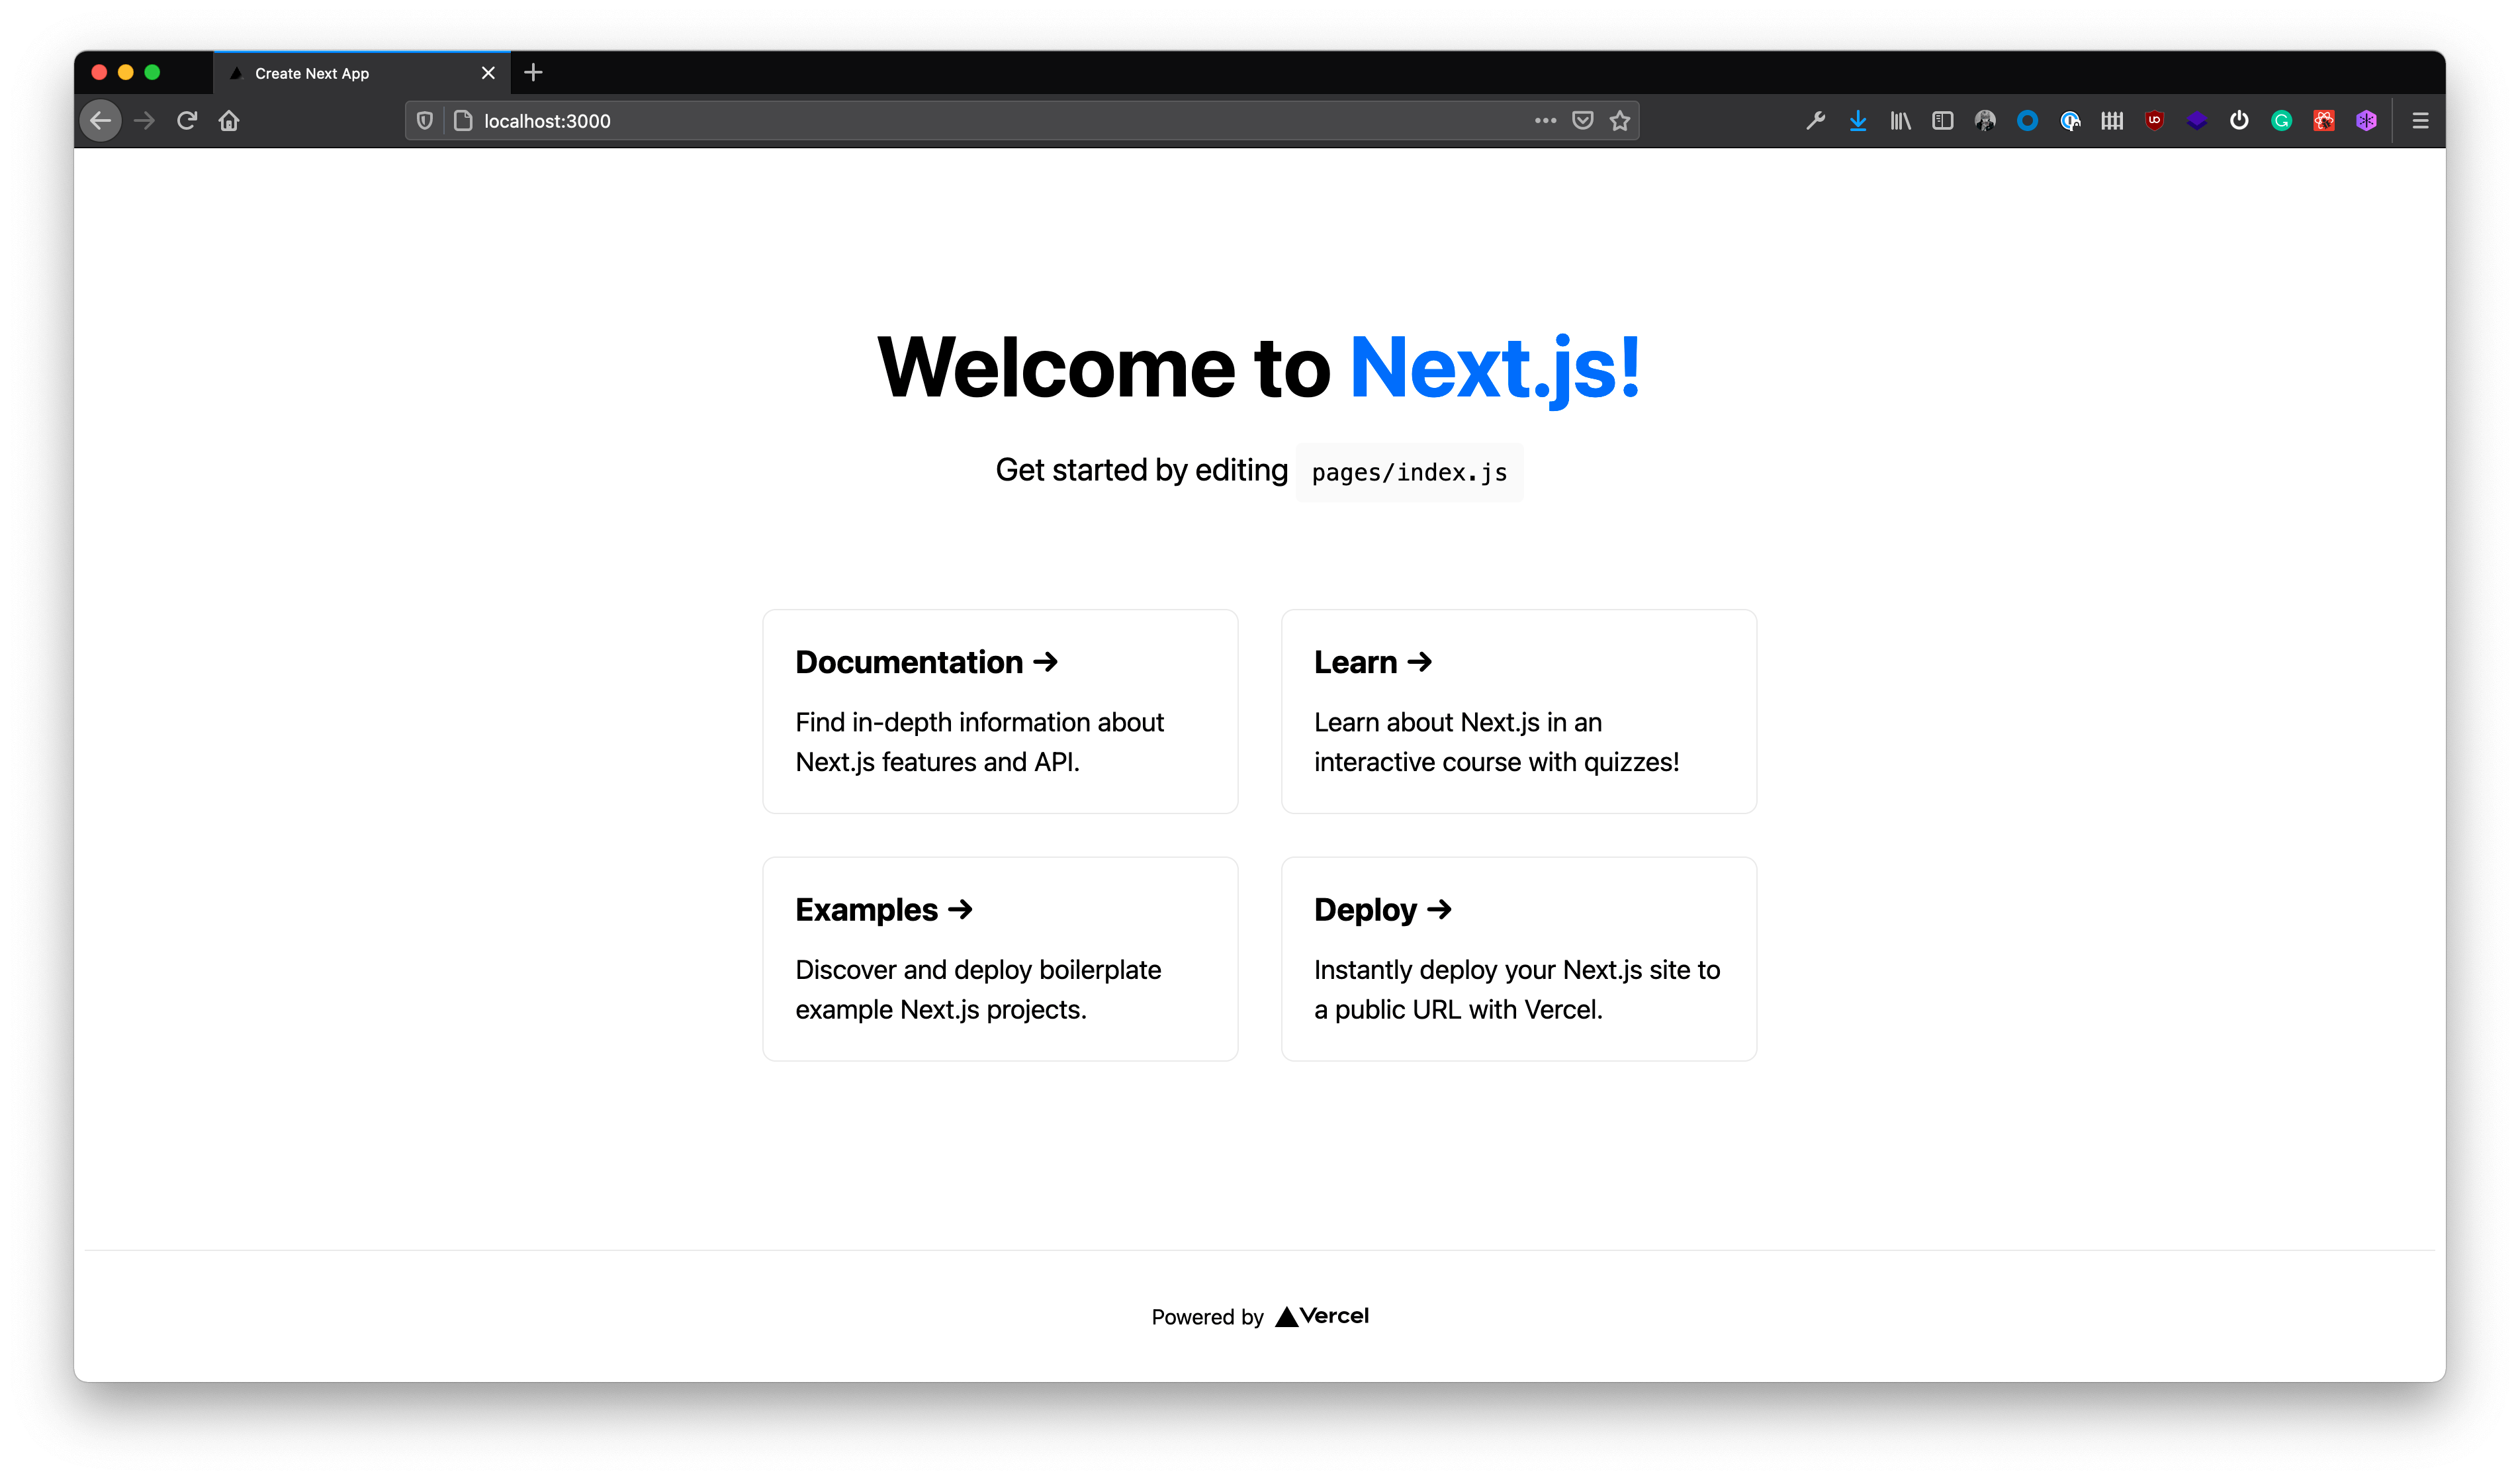 Create Next App
localhost:3000
Welcome to Next.js!
Get started by editing pages/index.js
Documentation →
Find in-depth information about
Next.js features and API.
Learn →
Learn about Next.js in an
interactive course with quizzes!
Examples →
Discover and deploy boilerplate
example Next.js projects.
Deploy →
Instantly deploy your Next.js site to
a public URL with Vercel.
Powered by ▲Vercel